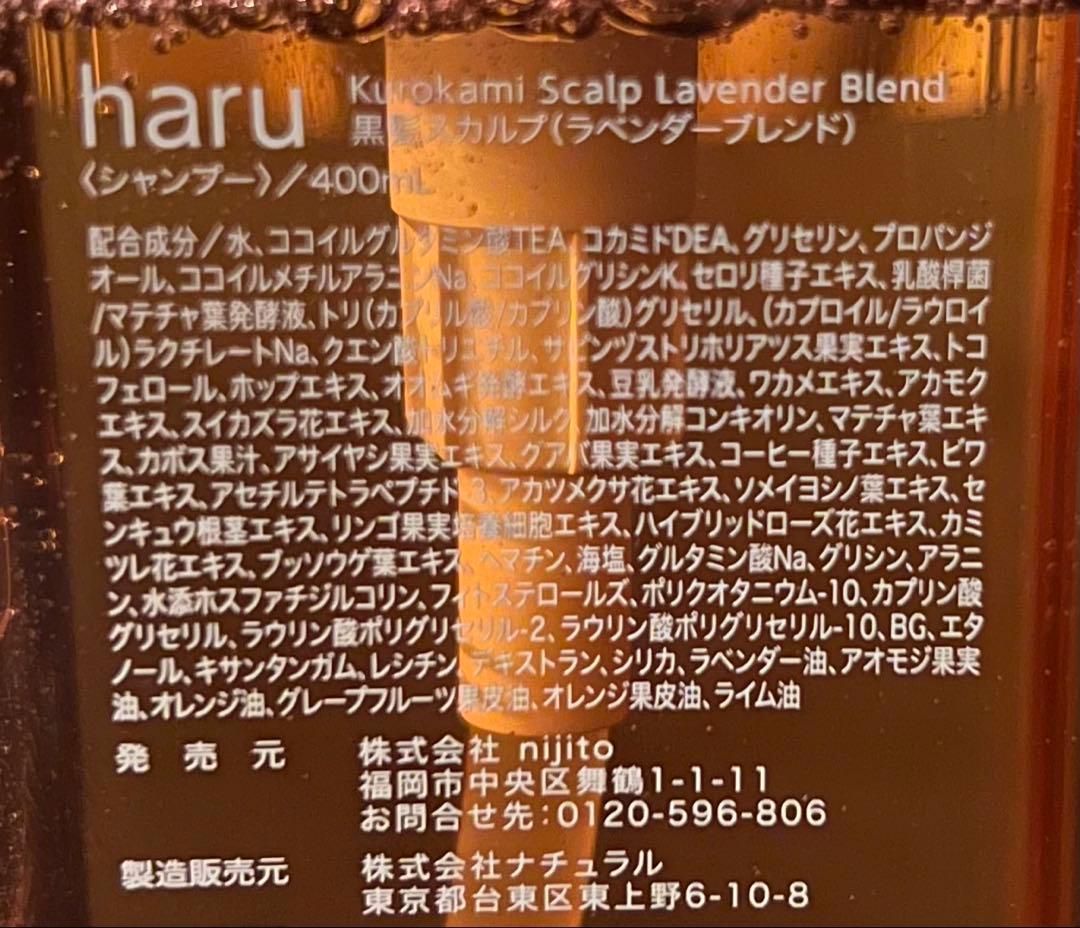 haru
Kurokami Scalp Lavender Blend
黒髪スカルプ(ラベンダーブレンド)
〈シャンプー〉/400mL
配合成分/水、ココイルグルタミン酸TEA、コカミドDEA、グリセリン、プロパンジ
オール、ココイルメチルアラニンNa、ココイルグリシンK、セロリ種子エキス、乳酸桿菌
/マテチャ葉発酵液、トリ(カプリル酸/カプリン酸)グリセリル、(カプロイル/ラウロイ
ル)ラクチレートNa、クエン酸トリエチル、サピンヅストリホリアツス果実エキス、トコ
フェロール、ホップエキス、オオムギ発酵エキス、豆乳発酵液、ワカメエキス、アカモク
エキス、スイカズラ花エキス、加水分解シルク、加水分解コンキオリン、マテチャ葉エキ
ス、カボス果汁、アサイヤシ果実エキス、グアバ果実エキス、コーヒー種子エキス、ビワ
葉エキス、アセチルテトラペプチド-3、アカツメクサ花エキス、ソメイヨシノ葉エキス、セ
ンキュウ根茎エキス、リンゴ果実培養細胞エキス、ハイブリッドローズ花エキス、カミ
ツレ花エキス、ブッソウゲ葉エキス、ヘマチン、海塩、グルタミン酸Na、グリシン、アラニ
ン、水添ホスファチジルコリン、フィトステロールズ、ポリクオタニウム-10、カプリン酸
グリセリル、ラウリン酸ポリグリセリル-2、ラウリン酸ポリグリセリル-10、BG、エタ
ノール、キサンタンガム、レシチン、デキストラン、シリカ、ラベンダー油、アオモジ果実
油、オレンジ油、グレープフルーツ果皮油、オレンジ果皮油、ライム油
発売元 株式会社 nijito
福岡市中央区舞鶴1-1-11
お問合せ先:0120-596-806
製造販売元 株式会社ナチュラル
東京都台東区東上野6-10-8